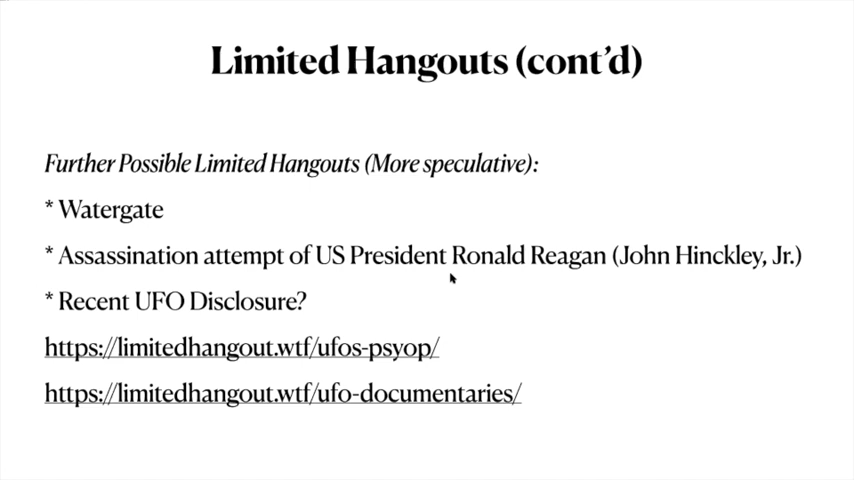 Limited Hangouts (cont’d)
Further Possible Limited Hangouts (More speculative):
* Watergate
* Assassination attempt of US President Ronald Reagan (John Hinckley, Jr.)
* Recent UFO Disclosure?
https://limitedhangout.wtf/ufos-psyop/
https://limitedhangout.wtf/ufo-documentaries/